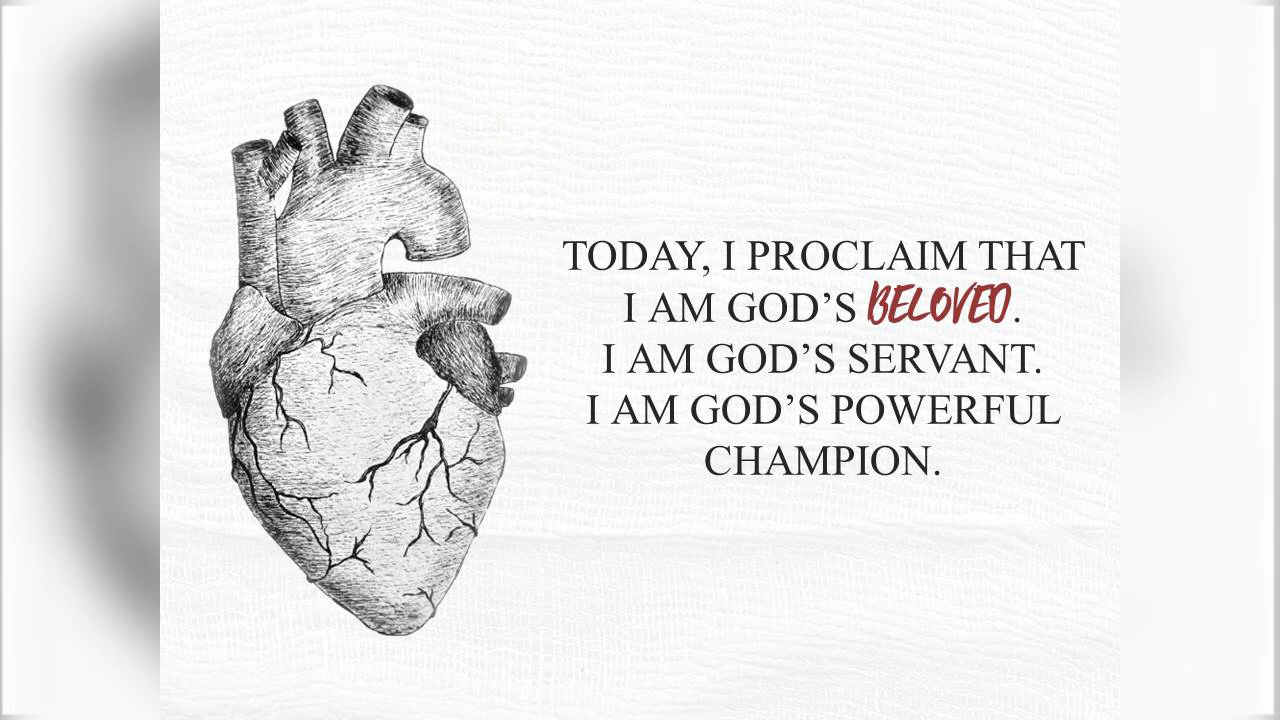 TODAY, I PROCLAIM THAT
I AM GOD’S BELOVED.
I AM GOD’S SERVANT.
I AM GOD’S POWERFUL
CHAMPION.